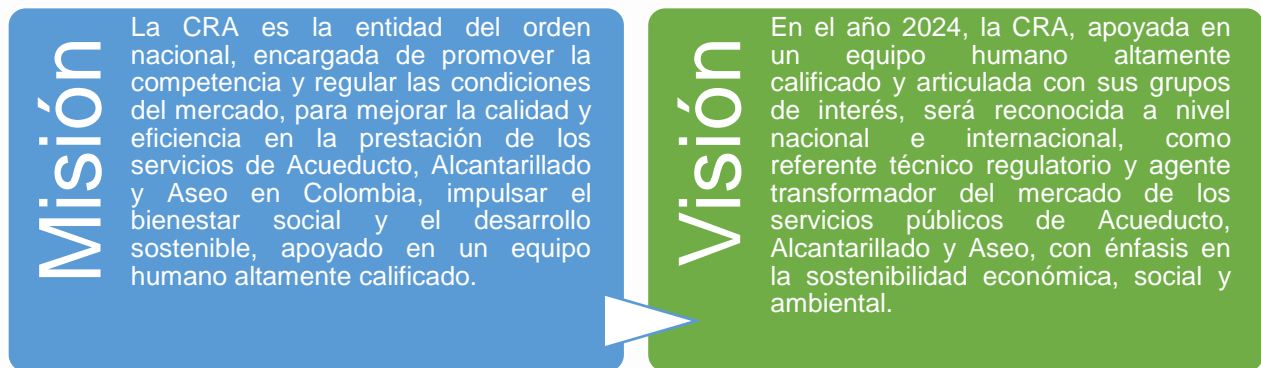 Misión
La CRA es la entidad del orden
nacional, encargada de promover la
competencia y regular las condiciones
del mercado, para mejorar la calidad y
eficiencia en la prestación de los
servicios de Acueducto, Alcantarillado
y Aseo en Colombia, impulsar el
bienestar social y el desarrollo
sostenible, apoyado en un equipo
humano altamente calificado.
Visión
En el año 2024, la CRA, apoyada en
un equipo humano altamente
calificado y articulada con sus grupos
de interés, será reconocida a nivel
nacional e internacional, como
referente técnico regulatorio y agente
transformador del mercado de los
servicios públicos de Acueducto,
Alcantarillado y Aseo, con énfasis en
la sostenibilidad económica, social y
ambiental.